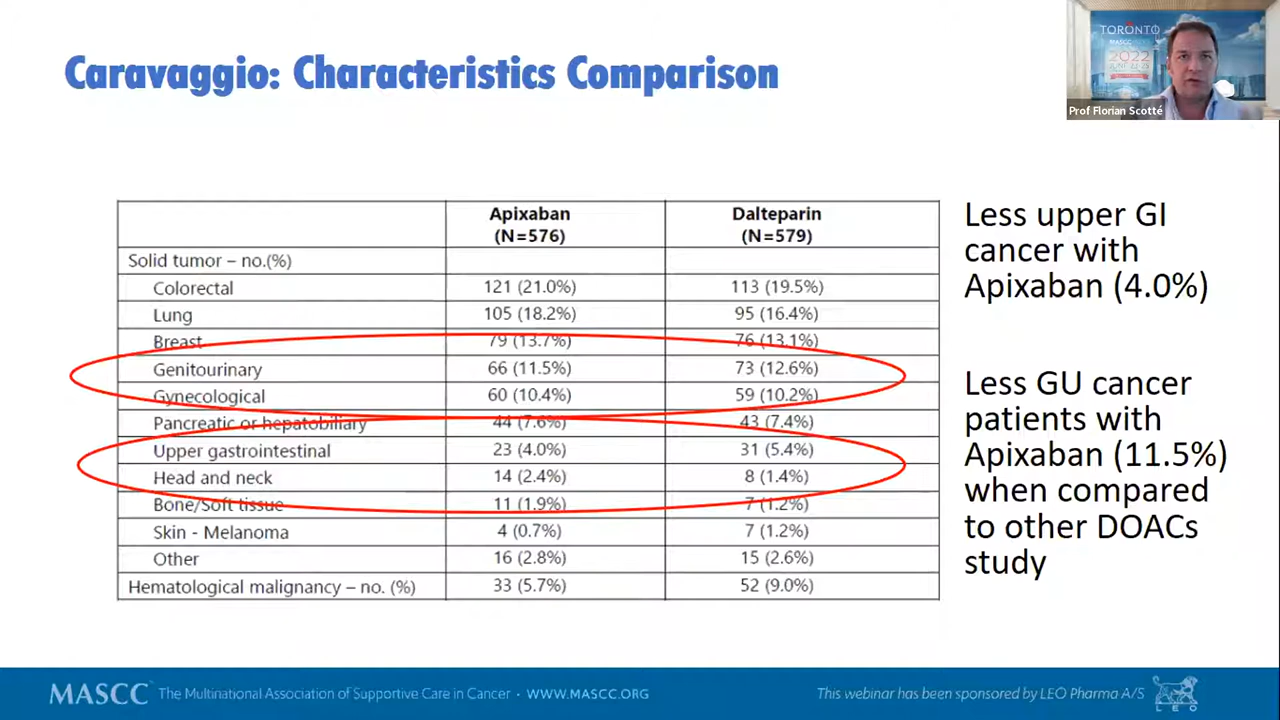 Caravaggio: Characteristics Comparison
TORONTO
MASCC
2022
Prof Florian Scotté
Apixaban (N=576) Dalteparin (N=579)
Solid tumor – no.(%)
Colorectal 121 (21.0%) 113 (19.5%)
Lung 105 (18.2%) 95 (16.4%)
Breast 79 (13.7%) 76 (13.1%)
Genitourinary 66 (11.5%) 73 (12.6%)
Gynecological 60 (10.4%) 59 (10.2%)
Pancreatic or hepatobiliary 44 (7.6%) 43 (7.4%)
Upper gastrointestinal 23 (4.0%) 31 (5.4%)
Head and neck 14 (2.4%) 8 (1.4%)
Bone/Soft tissue 11 (1.9%) 7 (1.2%)
Skin - Melanoma 4 (0.7%) 7 (1.2%)
Other 16 (2.8%) 15 (2.6%)
Hematological malignancy – no. (%) 33 (5.7%) 52 (9.0%)
Less upper GI
cancer with
Apixaban (4.0%)
Less GU cancer
patients with
Apixaban (11.5%)
when compared
to other DOACs
study
MASCC The Multinational Association of Supportive Care in Cancer · WWW.MASCC.ORG
This webinar has been sponsored by LEO Pharma A/S
LEO